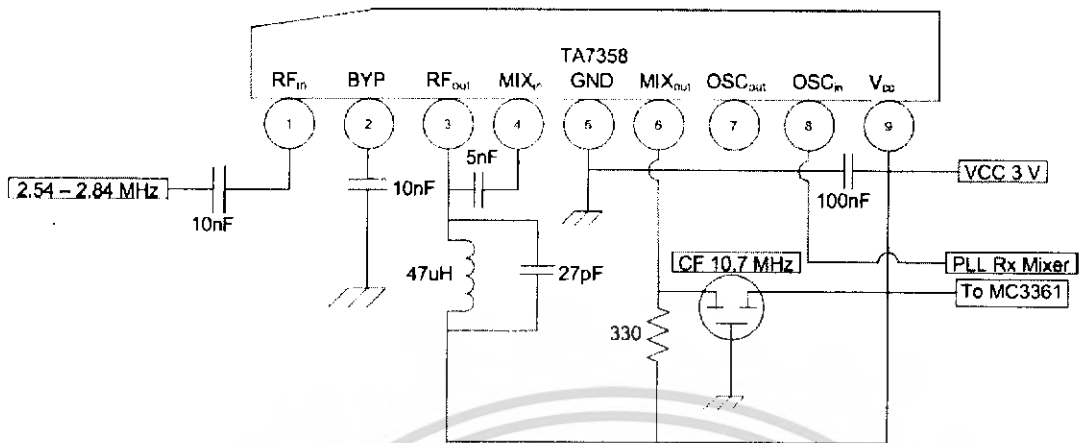 TA7358
RFin BYP RFout MIXin GND MIXout OSCout OSCin Vcc
1 2 3 4 5 6 7 8 9
5nF
2.54 – 2.84 MHz
10nF
10nF
100nF
VCC 3 V
47uH
27pF
CF 10.7 MHz
PLL Rx Mixer
To MC3361
330